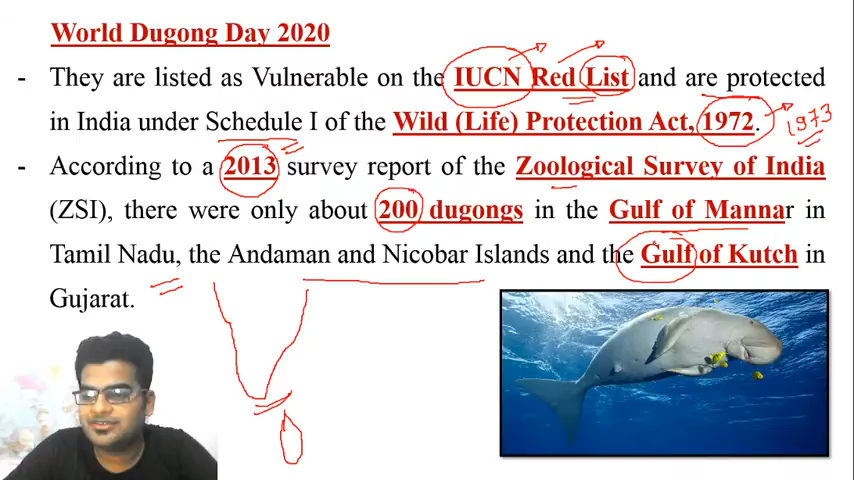 World Dugong Day 2020
- They are listed as Vulnerable on the IUCN Red List and are protected
in India under Schedule I of the Wild (Life) Protection Act, 1972. 1973
- According to a 2013 survey report of the Zoological Survey of India
(ZSI), there were only about 200 dugongs in the Gulf of Mannar in
Tamil Nadu, the Andaman and Nicobar Islands and the Gulf of Kutch in
Gujarat.